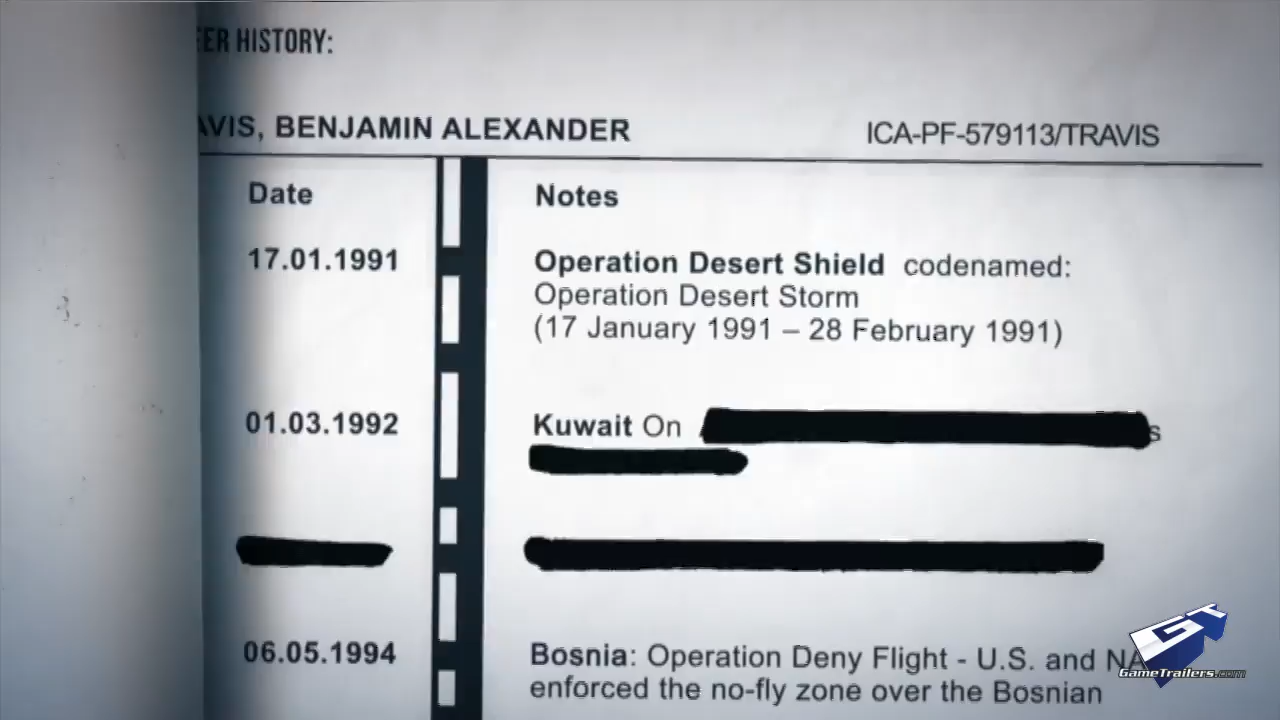 ER HISTORY:
AVIS, BENJAMIN ALEXANDER
ICA-PF-579113/TRAVIS
Date
Notes
17.01.1991
Operation Desert Shield codenamed:
Operation Desert Storm
(17 January 1991 – 28 February 1991)
01.03.1992
Kuwait On
s
06.05.1994
Bosnia: Operation Deny Flight - U.S. and NA
enforced the no-fly zone over the Bosnian
GT
GameTrailers.com